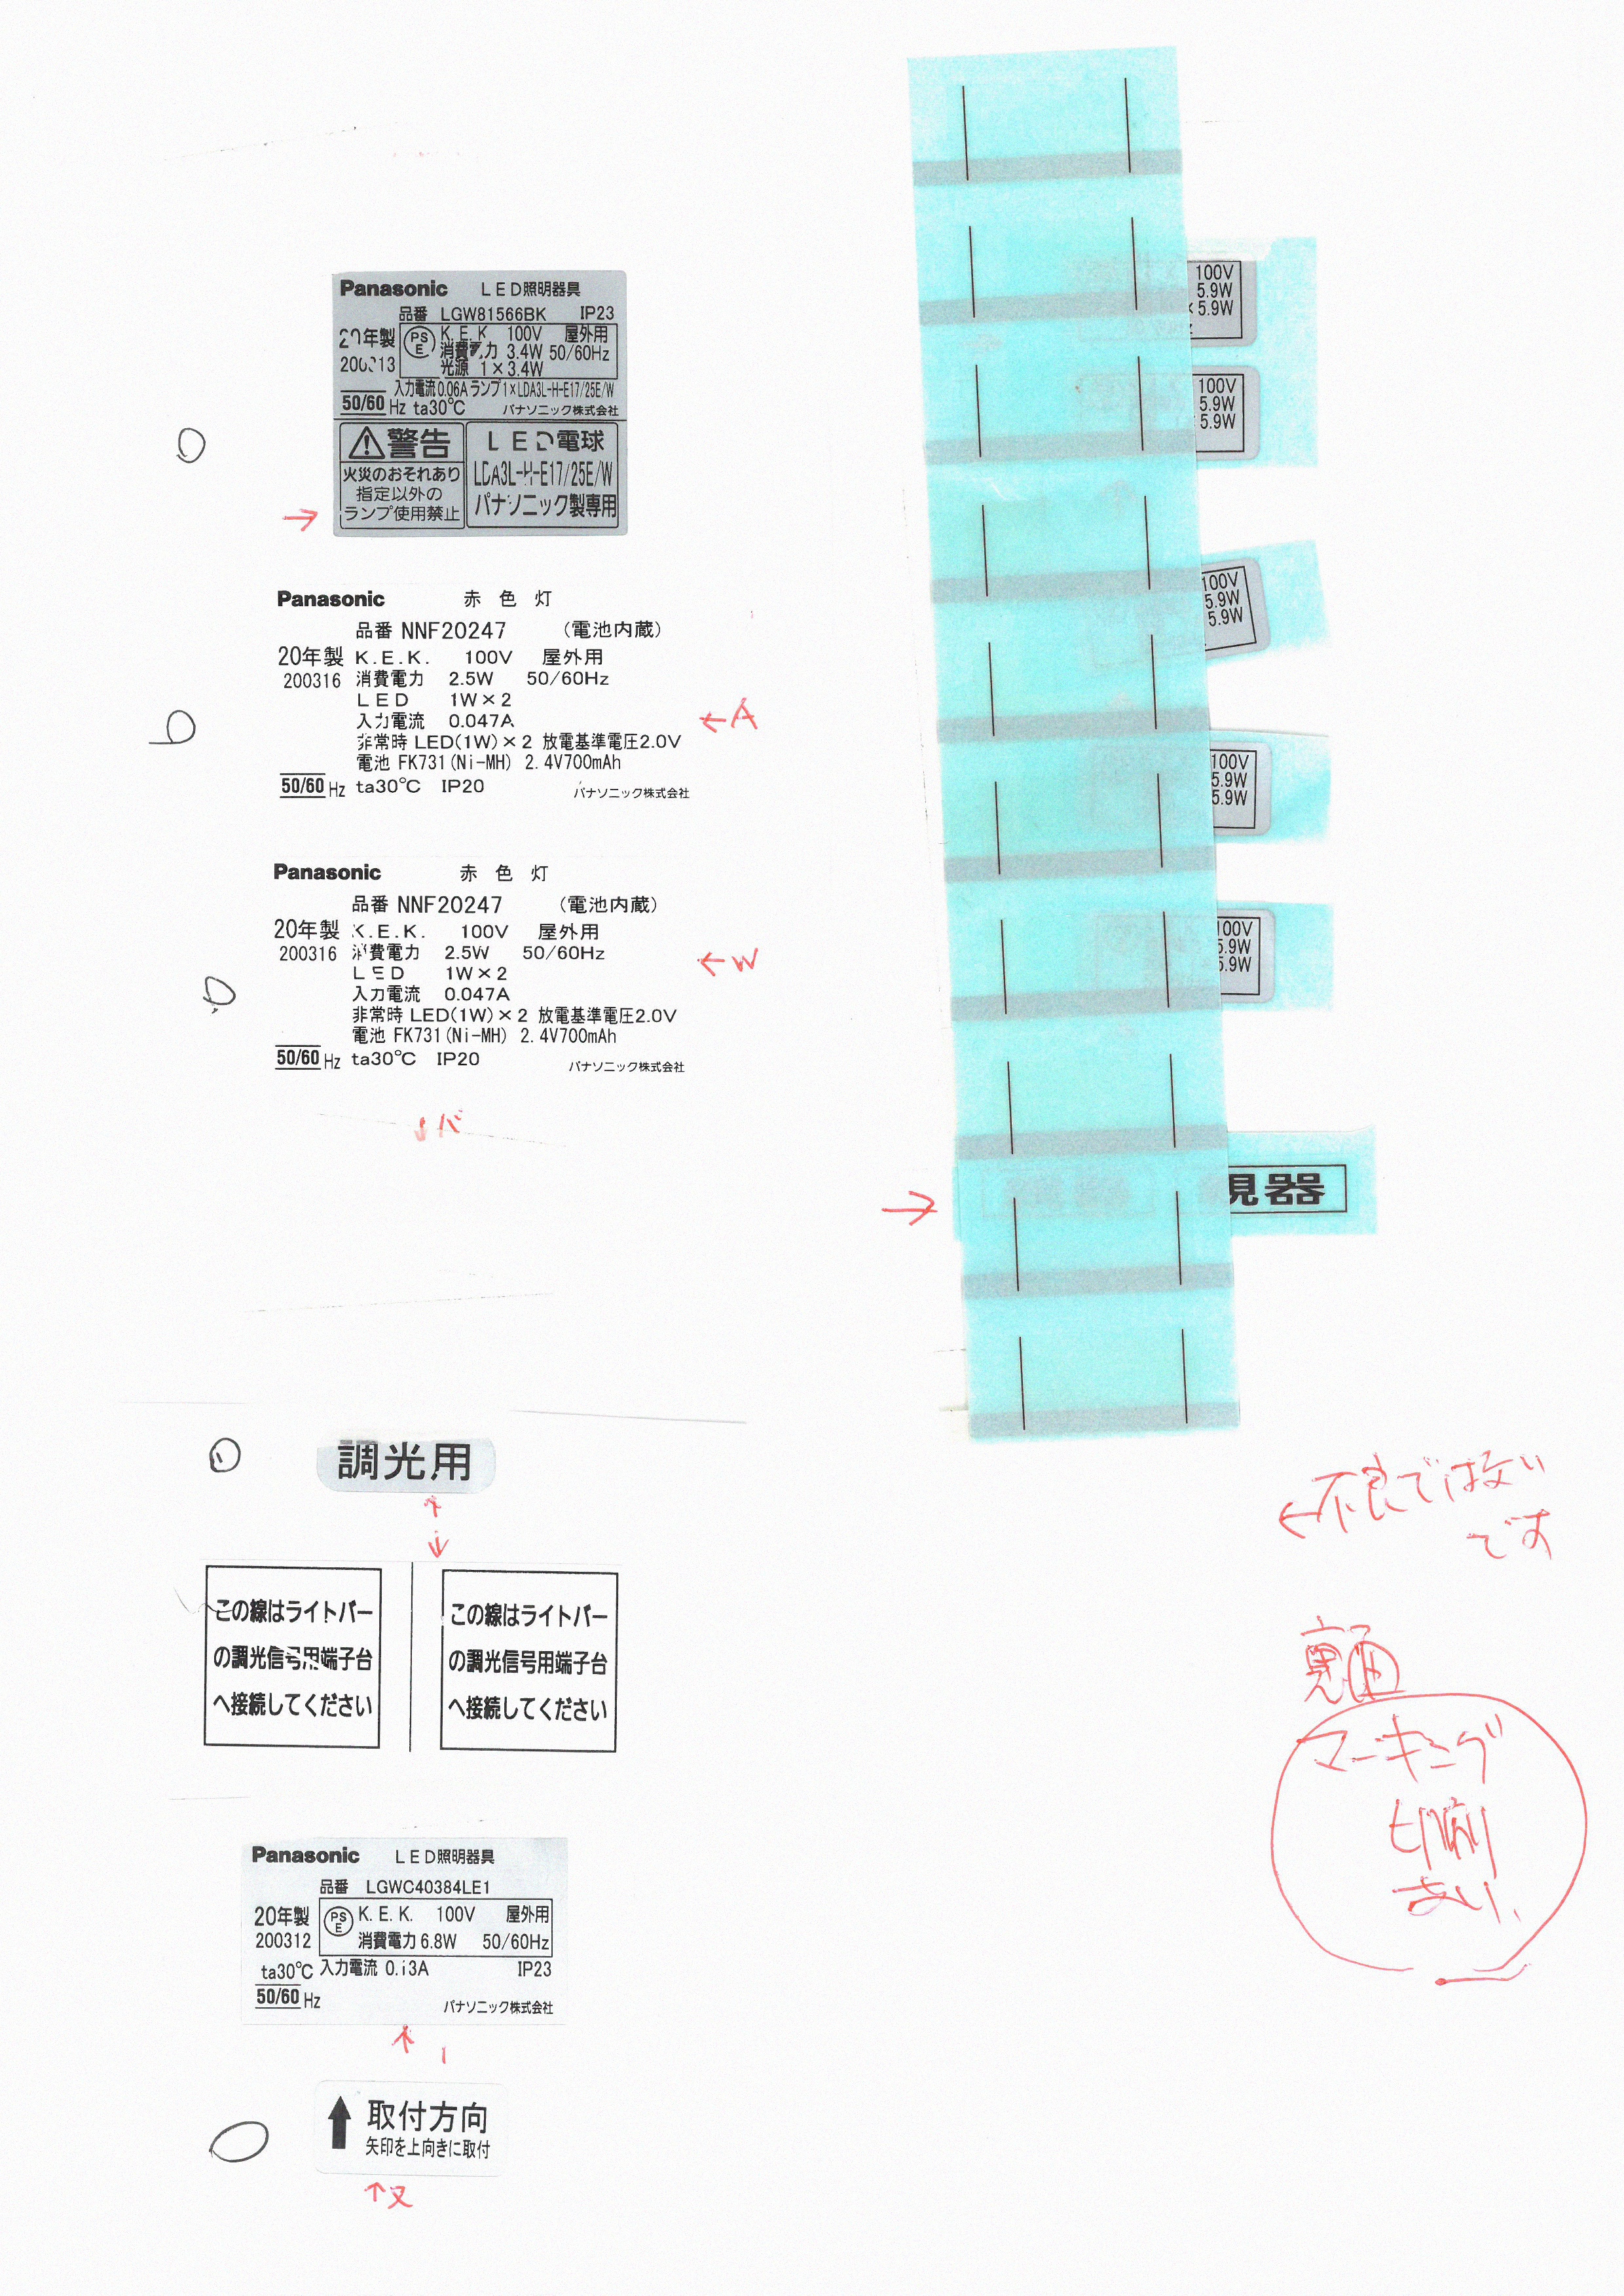 Panasonic LED照明器具
品番 LGW81566BK IP23
20年製 PSE K.E.K 100V 屋外用
消費電力 3.4W 50/60Hz
200313 光源 1×3.4W
入力電流0.06A ランプ1×LDA3L-H-E17/25E/W
50/60 Hz ta30℃ パナソニック株式会社
警告
火災のおそれあり
指定以外の
ランプ使用禁止
LED電球
LDA3L-H-E17/25E/W
パナソニック製専用
→
Panasonic 赤色灯
品番 NNF20247 (電池内蔵)
20年製 K.E.K. 100V 屋外用
200316 消費電力 2.5W 50/60Hz
LED 1W×2
入力電流 0.047A
←A
非常時 LED(1W)×2 放電基準電圧2.0V
電池 FK731(Ni-MH) 2.4V700mAh
50/60 Hz ta30℃ IP20 パナソニック株式会社
Panasonic 赤色灯
品番 NNF20247 (電池内蔵)
20年製 K.E.K. 100V 屋外用
200316 消費電力 2.5W 50/60Hz
←W
LED 1W×2
入力電流 0.047A
非常時 LED(1W)×2 放電基準電圧2.0V
電池 FK731(Ni-MH) 2.4V700mAh
50/60 Hz ta30℃ IP20 パナソニック株式会社
↓バ
調光用
↓
この線はライトバー
の調光信号用端子台
へ接続してください
この線はライトバー
の調光信号用端子台
へ接続してください
Panasonic LED照明器具
品番 LGWC40384LE1
20年製 PSE K.E.K. 100V 屋外用
200312 消費電力 6.8W 50/60Hz
ta30℃ 入力電流 0.13A IP23
50/60 Hz パナソニック株式会社
↑
取付方向
矢印を上向きに取付
↑又
100V
5.9W
×5.9W
100V
5.9W
5.9W
100V
5.9W
5.9W
100V
5.9W
5.9W
100V
5.9W
5.9W
→
視器
←不良ではない
です
裏面
マーキング
印刷
あり、